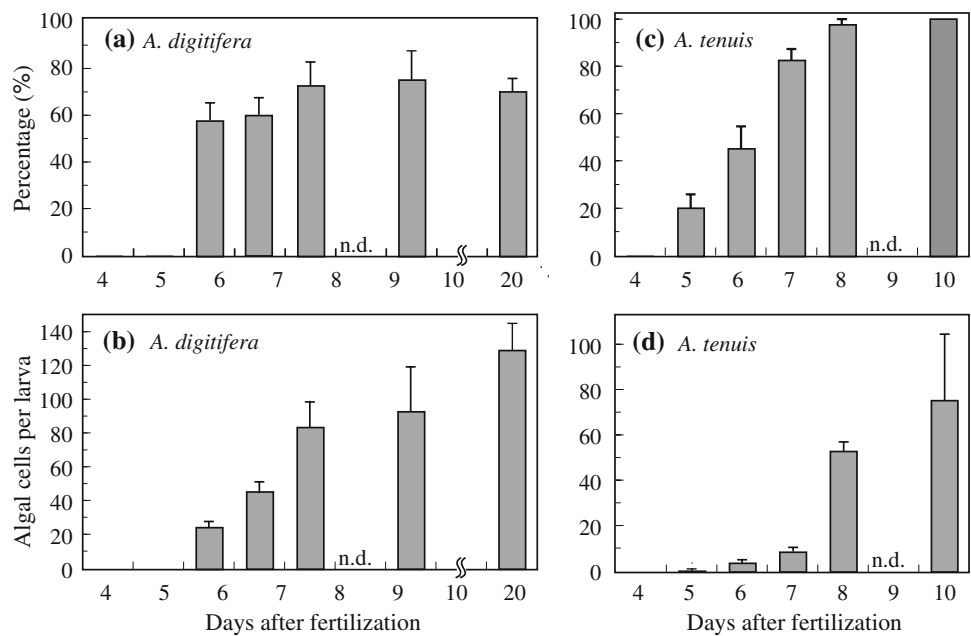 (a) A. digitifera
Percentage (%)
100
80
60
40
20
0
n.d.
4 5 6 7 8 9 10 20
(c) A. tenuis
100
80
60
40
20
0
n.d.
4 5 6 7 8 9 10
(b) A. digitifera
Algal cells per larva
140
120
100
80
60
40
20
0
n.d.
4 5 6 7 8 9 10 20
Days after fertilization
(d) A. tenuis
100
80
60
40
20
0
n.d.
4 5 6 7 8 9 10
Days after fertilization